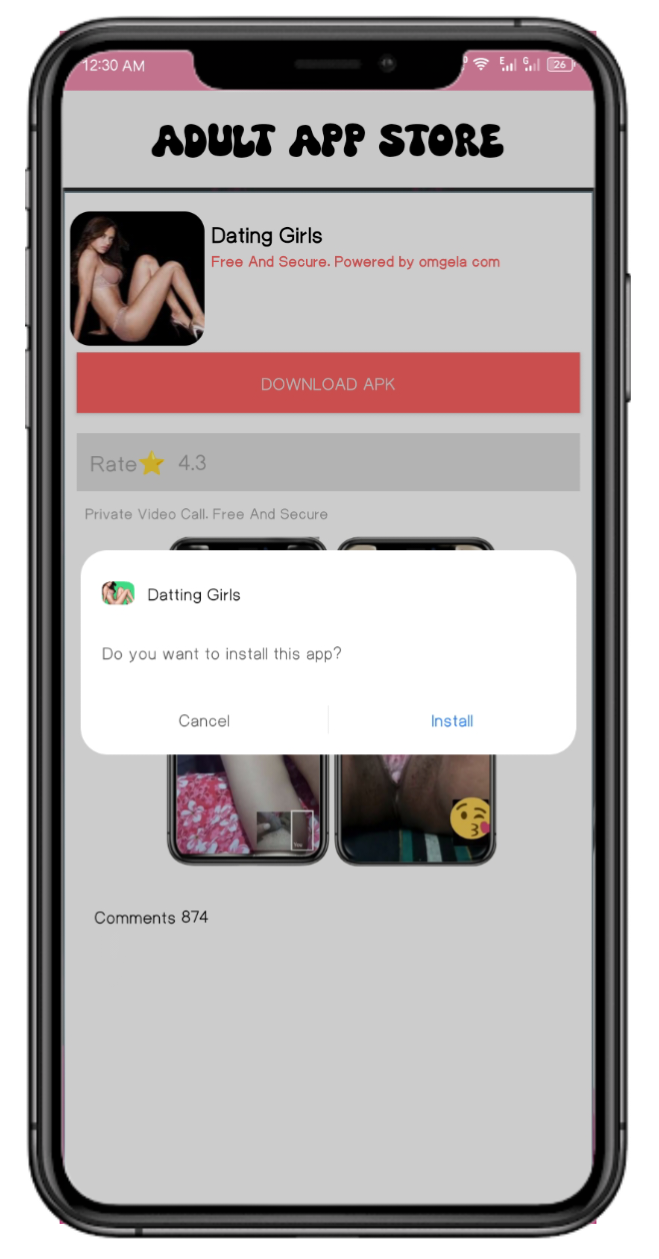 12:30 AM
E G 26
ADULT APP STORE
Dating Girls
Free And Secure. Powered by omgela com
DOWNLOAD APK
Rate⭐ 4.3
Private Video Call. Free And Secure
Datting Girls
Do you want to install this app?
Cancel
Install
You
Comments 874